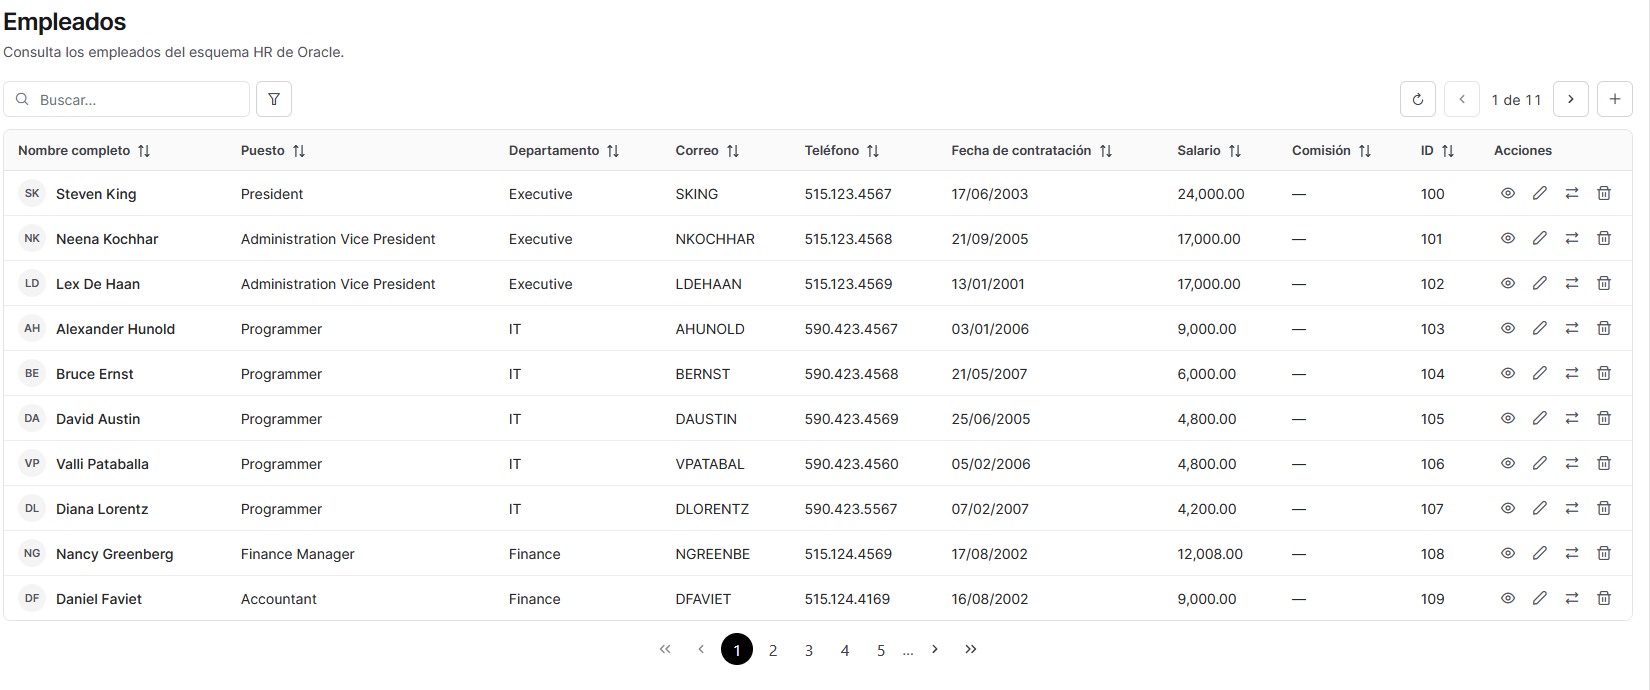 Empleados
Consulta los empleados del esquema HR de Oracle.
Buscar...
1 de 11
Nombre completo Puesto Departamento Correo Teléfono Fecha de contratación Salario Comisión ID Acciones
SK Steven King President Executive SKING 515.123.4567 17/06/2003 24,000.00 — 100
NK Neena Kochhar Administration Vice President Executive NKOCHHAR 515.123.4568 21/09/2005 17,000.00 — 101
LD Lex De Haan Administration Vice President Executive LDEHAAN 515.123.4569 13/01/2001 17,000.00 — 102
AH Alexander Hunold Programmer IT AHUNOLD 590.423.4567 03/01/2006 9,000.00 — 103
BE Bruce Ernst Programmer IT BERNST 590.423.4568 21/05/2007 6,000.00 — 104
DA David Austin Programmer IT DAUSTIN 590.423.4569 25/06/2005 4,800.00 — 105
VP Valli Pataballa Programmer IT VPATABAL 590.423.4560 05/02/2006 4,800.00 — 106
DL Diana Lorentz Programmer IT DLORENTZ 590.423.5567 07/02/2007 4,200.00 — 107
NG Nancy Greenberg Finance Manager Finance NGREENBE 515.124.4569 17/08/2002 12,008.00 — 108
DF Daniel Faviet Accountant Finance DFAVIET 515.124.4169 16/08/2002 9,000.00 — 109
« ‹ 1 2 3 4 5 ... › »